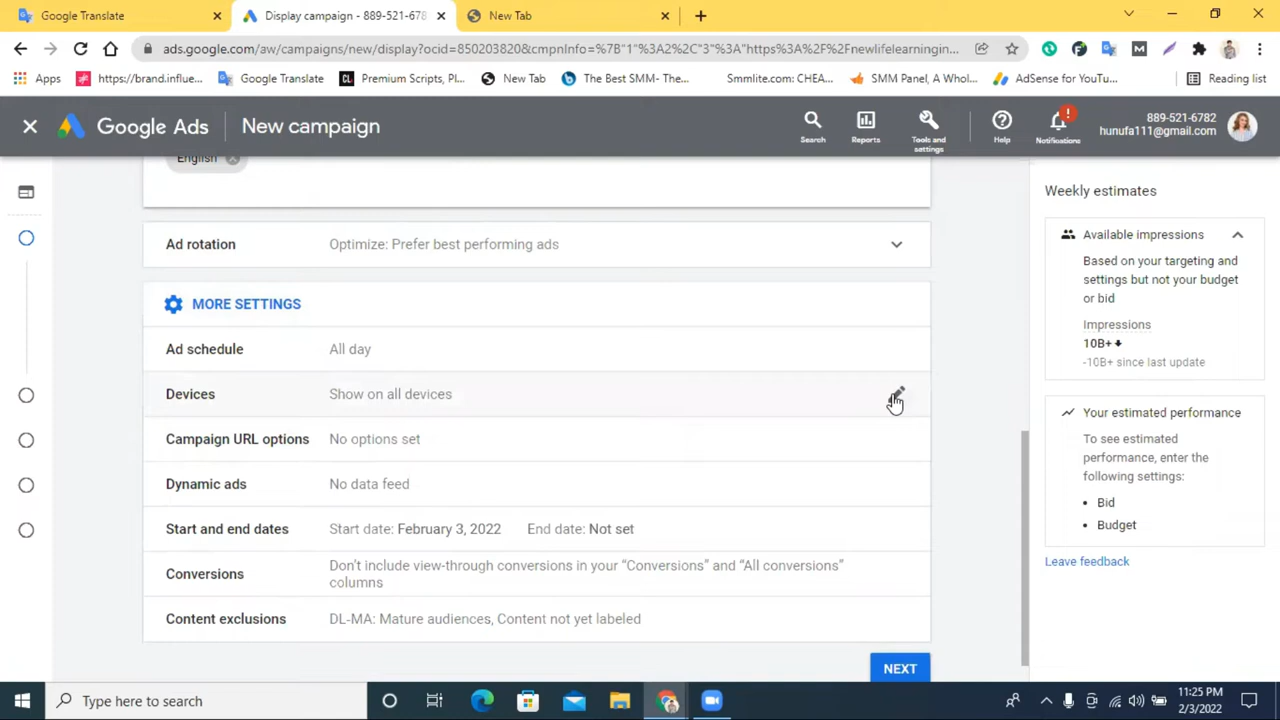 Google Translate
Display campaign - 889-521-678
New Tab
ads.google.com/aw/campaigns/new/display?ocid=850203820&cmpnInfo=%7B"1"%3A2%2C"3"%3A"https%3A%2F%2Fnewlifelearningin...
Apps
https://brand.influe...
Google Translate
Premium Scripts, Pl...
New Tab
The Best SMM- The...
Smmlite.com: CHEA...
SMM Panel, A Whol...
AdSense for YouTu...
Reading list
Google Ads
New campaign
Search
Reports
Tools and
settings
Help
Notifications
889-521-6782
hunufa111@gmail.com
English
Ad rotation Optimize: Prefer best performing ads
MORE SETTINGS
Ad schedule All day
Devices Show on all devices
Campaign URL options No options set
Dynamic ads No data feed
Start and end dates Start date: February 3, 2022 End date: Not set
Conversions Don't include view-through conversions in your “Conversions” and “All conversions”
columns
Content exclusions DL-MA: Mature audiences, Content not yet labeled
NEXT
Weekly estimates
Available impressions
Based on your targeting and
settings but not your budget
or bid
Impressions
10B+
-10B+ since last update
Your estimated performance
To see estimated
performance, enter the
following settings:
• Bid
• Budget
Leave feedback
Type here to search
11:25 PM
2/3/2022